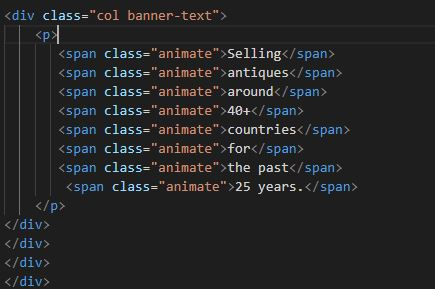 <div class="col banner-text">
<p>
<span class="animate">Selling</span>
<span class="animate">antiques</span>
<span class="animate">around</span>
<span class="animate">40+</span>
<span class="animate">countries</span>
<span class="animate">for</span>
<span class="animate">the past</span>
<span class="animate">25 years.</span>
</p>
</div>
</div>
</div>
</div>